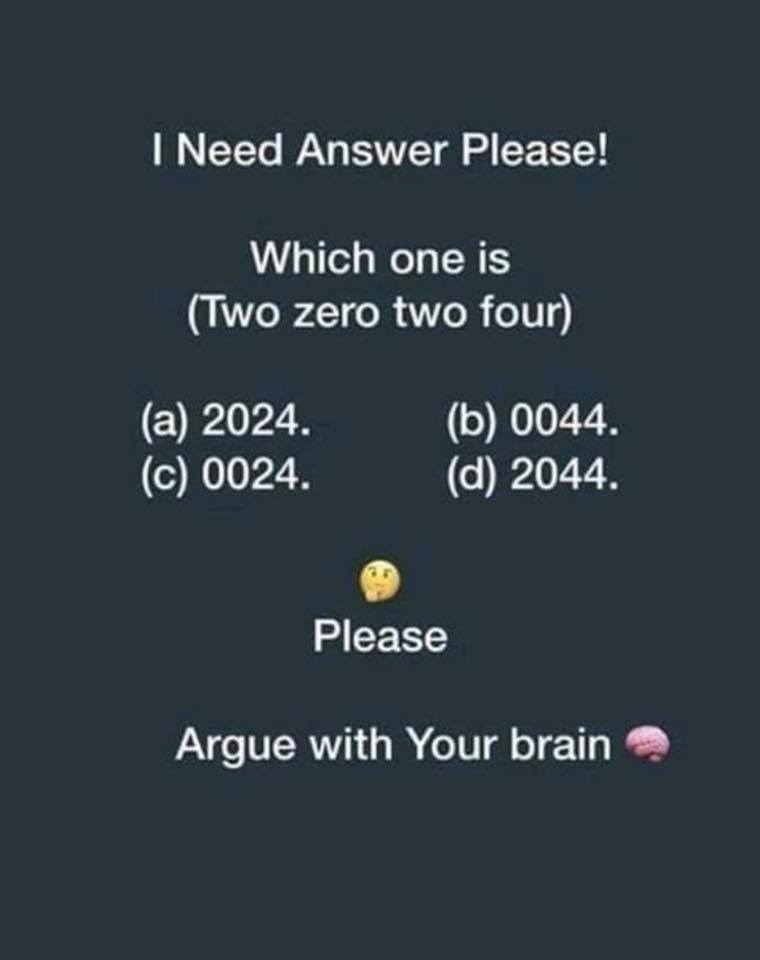 I Need Answer Please!
Which one is
(Two zero two four)
(a) 2024. (b) 0044.
(c) 0024. (d) 2044.
🤔
Please
Argue with Your brain 🧠